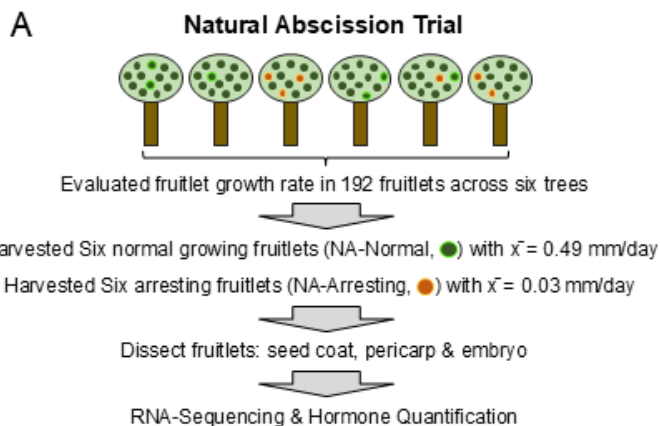 A
Natural Abscission Trial
Evaluated fruitlet growth rate in 192 fruitlets across six trees
arvested Six normal growing fruitlets (NA-Normal, ) with x̄ = 0.49 mm/day
Harvested Six arresting fruitlets (NA-Arresting, ) with x̄ = 0.03 mm/day
Dissect fruitlets: seed coat, pericarp & embryo
RNA-Sequencing & Hormone Quantification